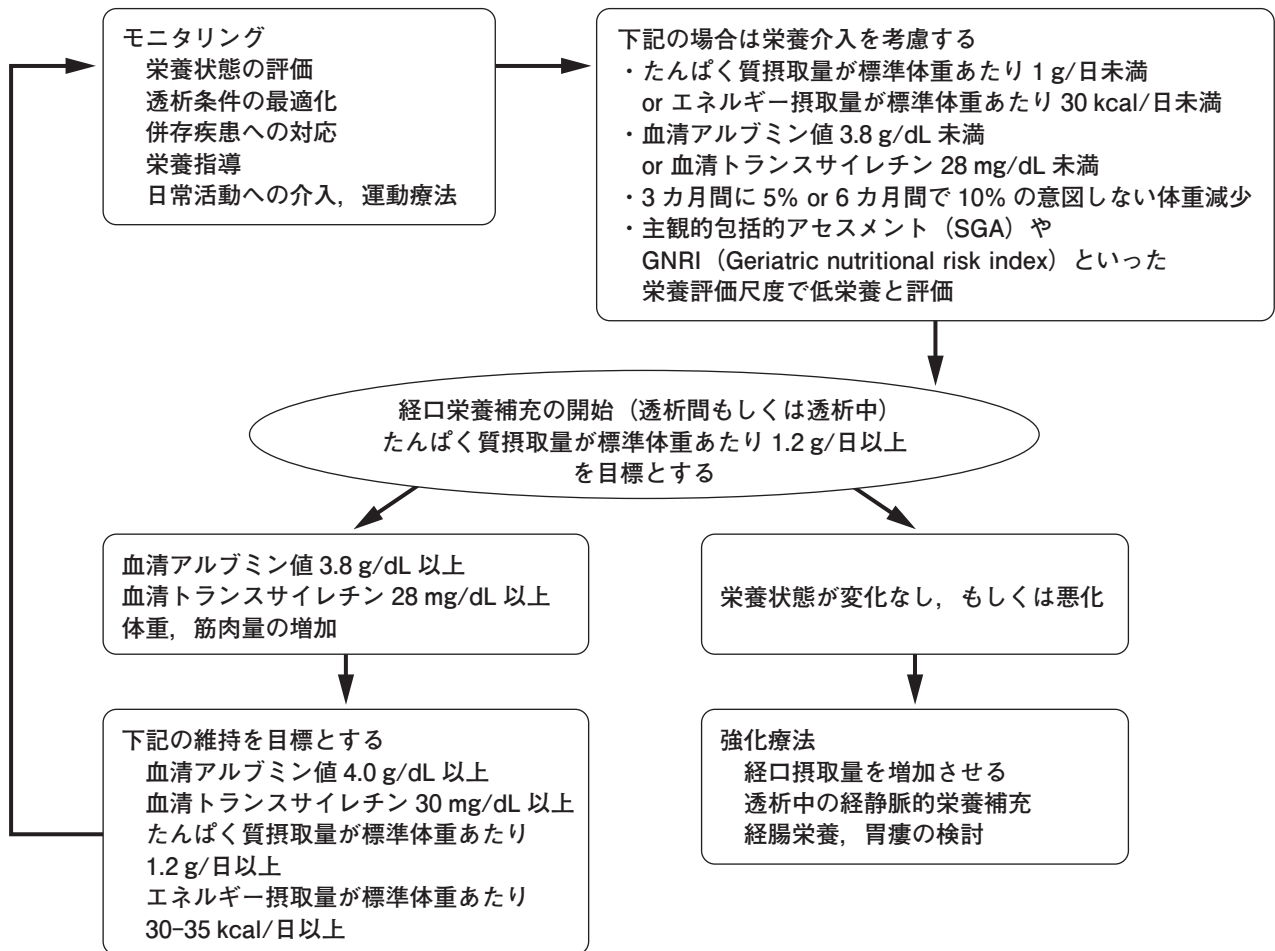 モニタリング
栄養状態の評価
透析条件の最適化
併存疾患への対応
栄養指導
日常活動への介入，運動療法
下記の場合は栄養介入を考慮する
・たんぱく質摂取量が標準体重あたり 1 g/日未満
or エネルギー摂取量が標準体重あたり 30 kcal/日未満
・血清アルブミン値 3.8 g/dL 未満
or 血清トランスサイレチン 28 mg/dL 未満
・3 カ月間に 5% or 6 カ月間で 10% の意図しない体重減少
・主観的包括的アセスメント（SGA）や
GNRI（Geriatric nutritional risk index）といった
栄養評価尺度で低栄養と評価
経口栄養補充の開始（透析間もしくは透析中）
たんぱく質摂取量が標準体重あたり 1.2 g/日以上
を目標とする
血清アルブミン値 3.8 g/dL 以上
血清トランスサイレチン 28 mg/dL 以上
体重，筋肉量の増加
栄養状態が変化なし，もしくは悪化
下記の維持を目標とする
血清アルブミン値 4.0 g/dL 以上
血清トランスサイレチン 30 mg/dL 以上
たんぱく質摂取量が標準体重あたり
1.2 g/日以上
エネルギー摂取量が標準体重あたり
30–35 kcal/日以上
強化療法
経口摂取量を増加させる
透析中の経静脈的栄養補充
経腸栄養，胃瘻の検討